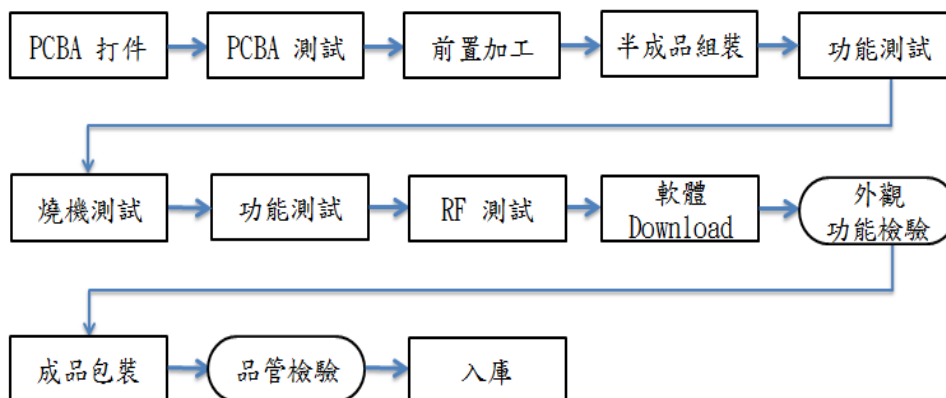 PCBA 打件
PCBA 測試
前置加工
半成品組裝
功能測試
燒機測試
功能測試
RF 測試
軟體
Download
外觀
功能檢驗
成品包裝
品管檢驗
入庫